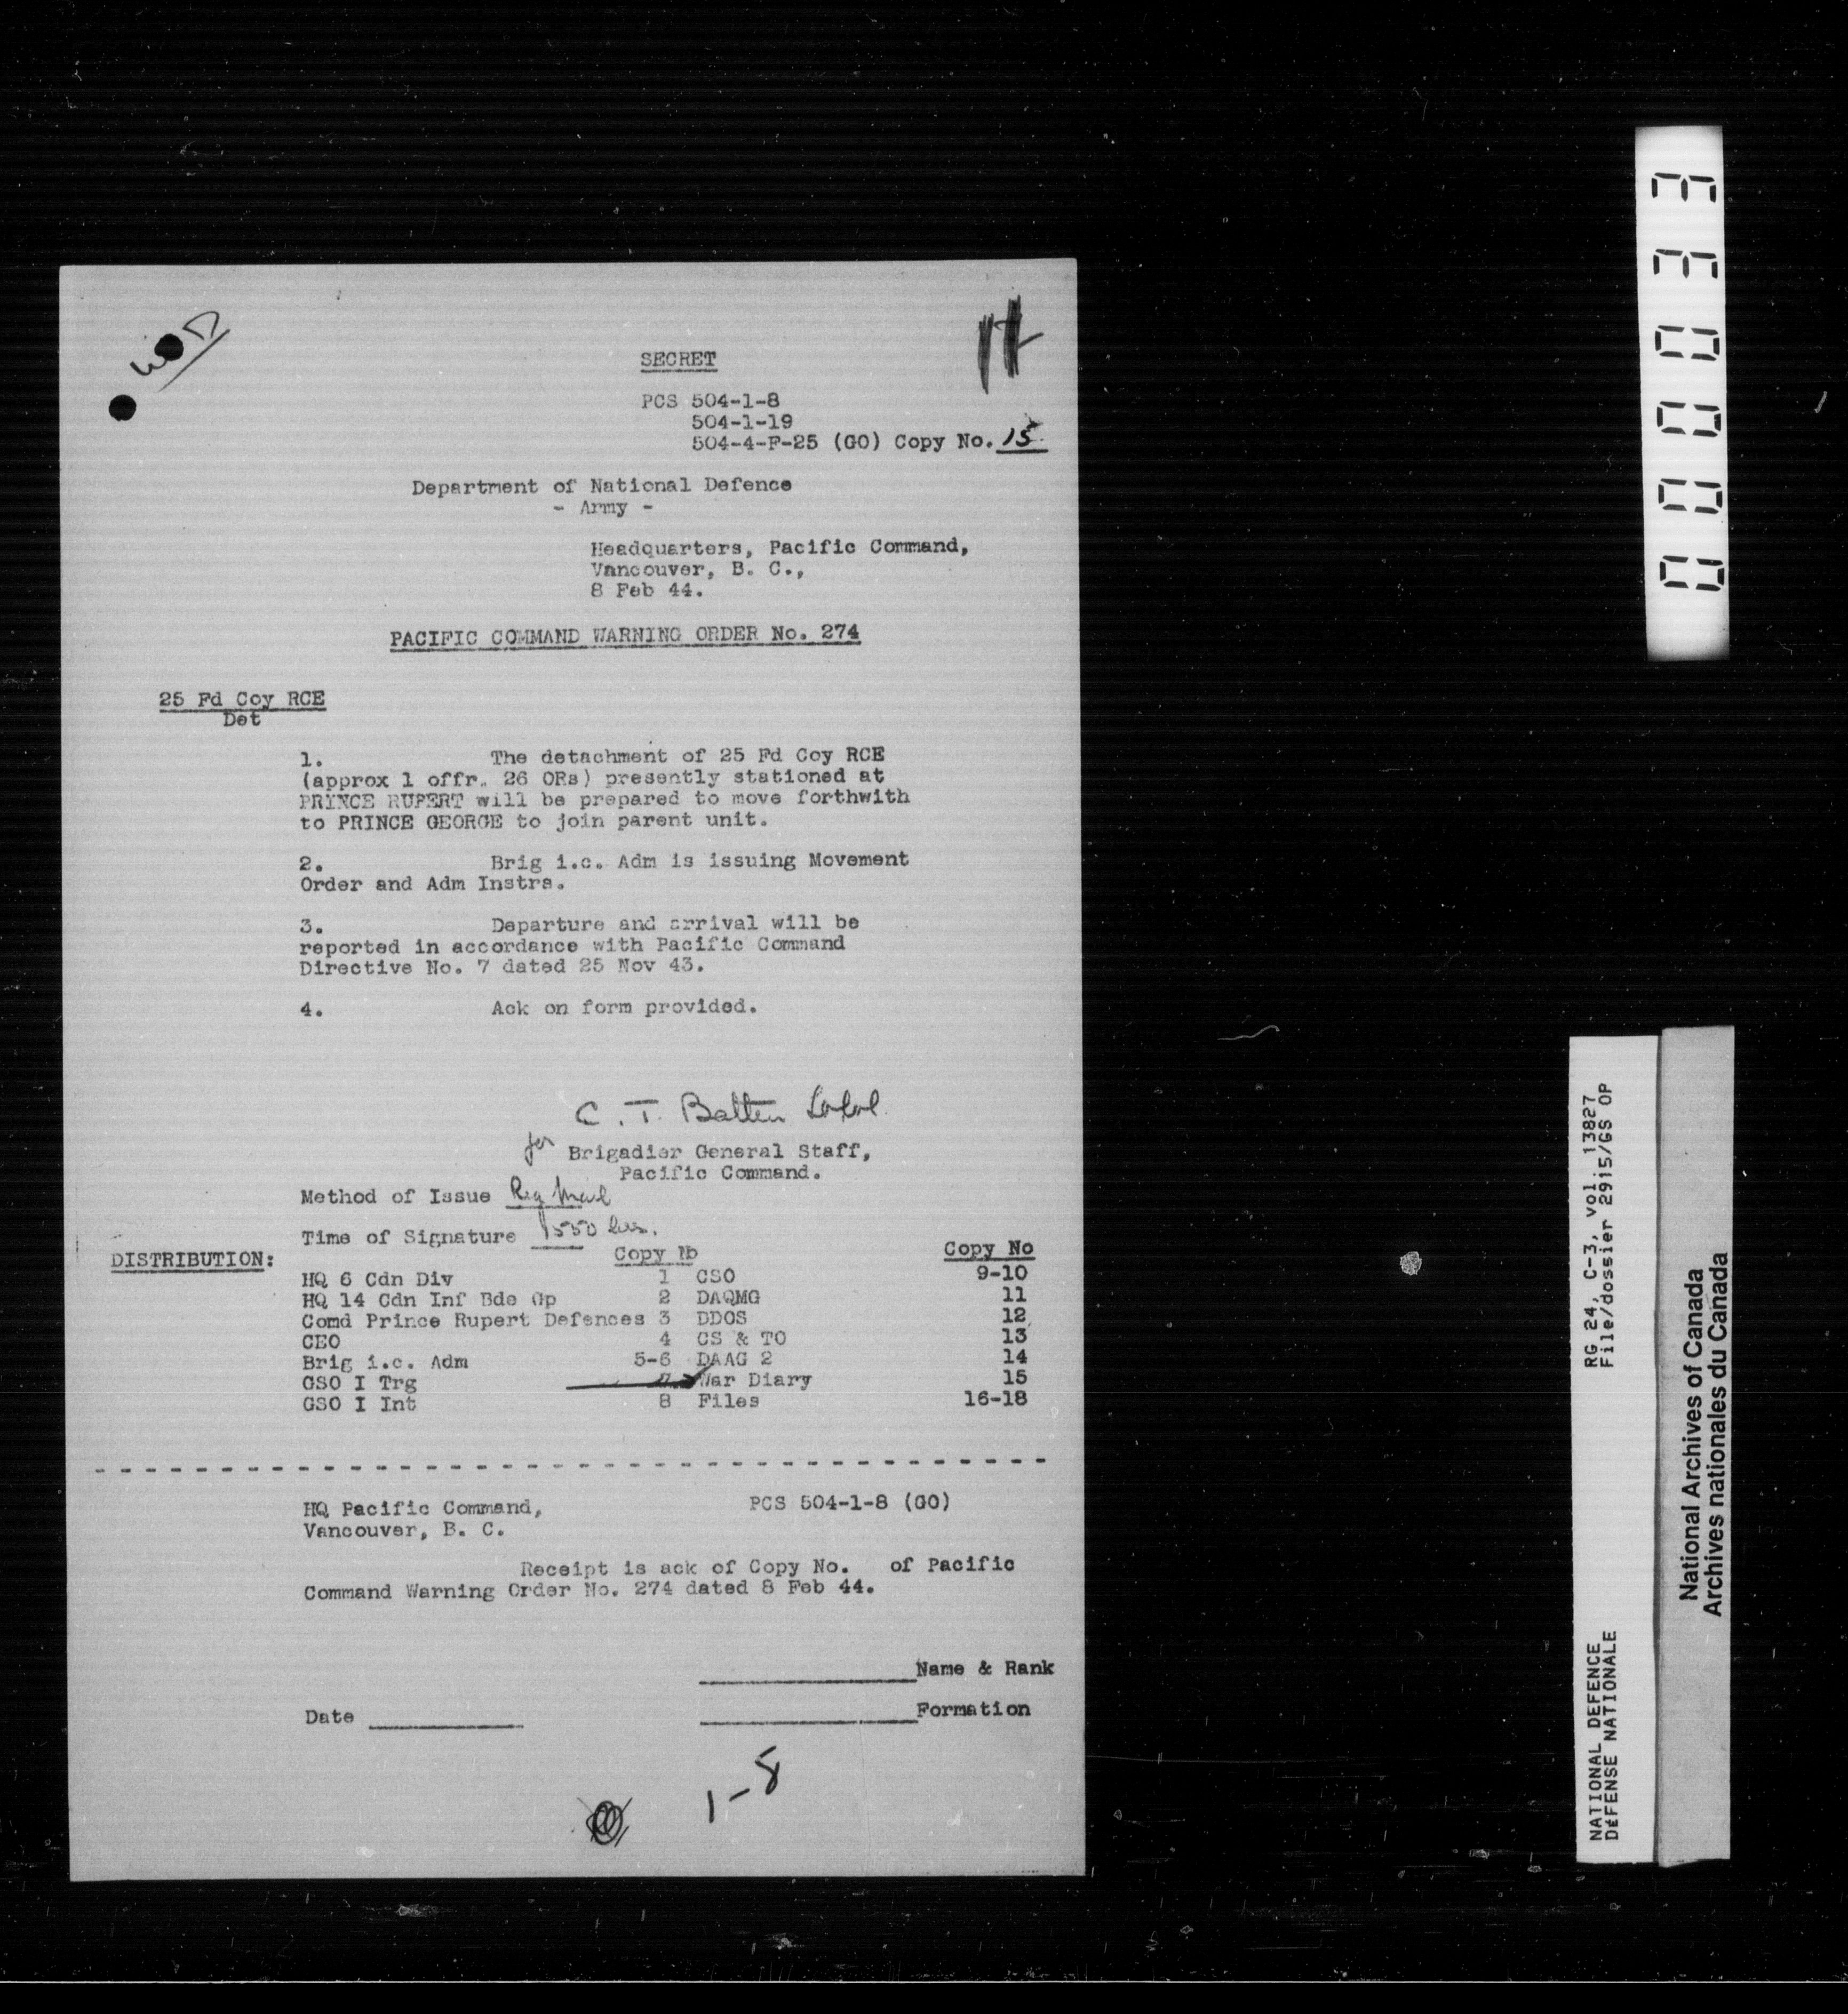 SECRET
PCS 504-1-8
504-1-19
504-4-F-25 (GO) Copy No. 15
Department of National Defence
- Army -
Headquarters, Pacific Command,
Vancouver, B. C.,
8 Feb 44.
PACIFIC COMMAND WARNING ORDER No. 274
25 Fd Coy RCE
Det
1. The detachment of 25 Fd Coy RCE
(approx 1 offr. 26 ORs) presently stationed at
PRINCE RUPERT will be prepared to move forthwith
to PRINCE GEORGE to join parent unit.
2. Brig i.c. Adm is issuing Movement
Order and Adm Instrs.
3. Departure and arrival will be
reported in accordance with Pacific Command
Directive No. 7 dated 25 Nov 43.
4. Ack on form provided.
C. T. Batten
for Brigadier General Staff,
Pacific Command.
Method of Issue Reg Mail
Time of Signature 1550 hrs.
DISTRIBUTION: Copy No Copy No
HQ 6 Cdn Div 1 CSO 9-10
HQ 14 Cdn Inf Bde Gp 2 DAQMG 11
Comd Prince Rupert Defences 3 DDOS 12
CEO 4 CS & TO 13
Brig i.c. Adm 5-6 DAAG 2 14
GSO I Trg 7 War Diary 15
GSO I Int 8 Files 16-18
HQ Pacific Command, PCS 504-1-8 (GO)
Vancouver, B. C.
Receipt is ack of Copy No. of Pacific
Command Warning Order No. 274 dated 8 Feb 44.
Name & Rank
Date Formation
1-8
000033
RG 24, C-3, vol. 13827
File/dossier 2915/GS OP
NATIONAL DEFENCE
DÉFENSE NATIONALE
National Archives of Canada
Archives nationales du Canada